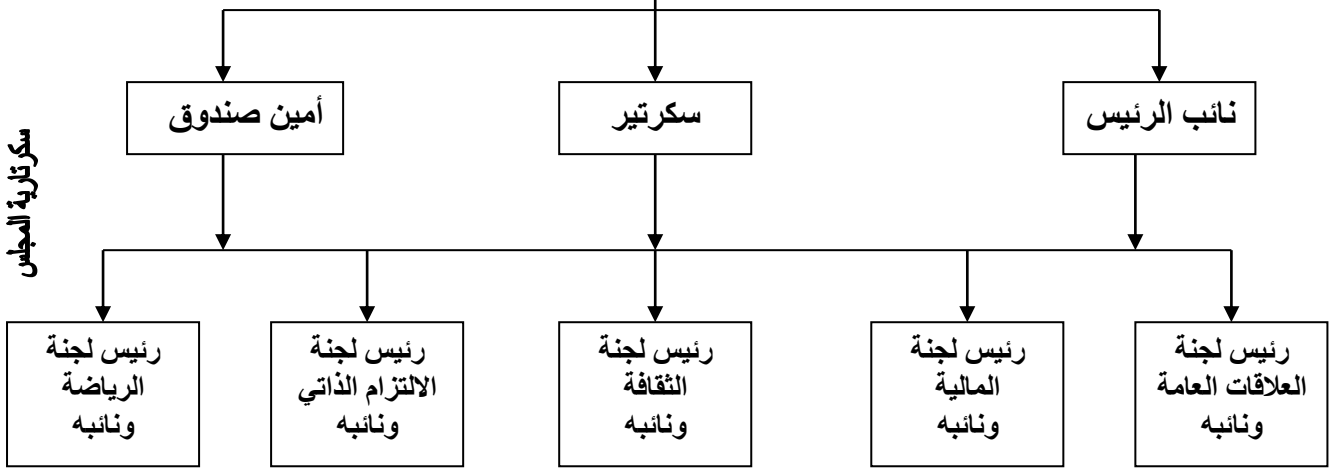 نائب الرئيس
سكرتير
أمين صندوق
سكرتارية المجلس
رئيس لجنة
العلاقات العامة
ونائبه
رئيس لجنة
المالية
ونائبه
رئيس لجنة
الثقافة
ونائبه
رئيس لجنة
الالتزام الذاتي
ونائبه
رئيس لجنة
الرياضة
ونائبه